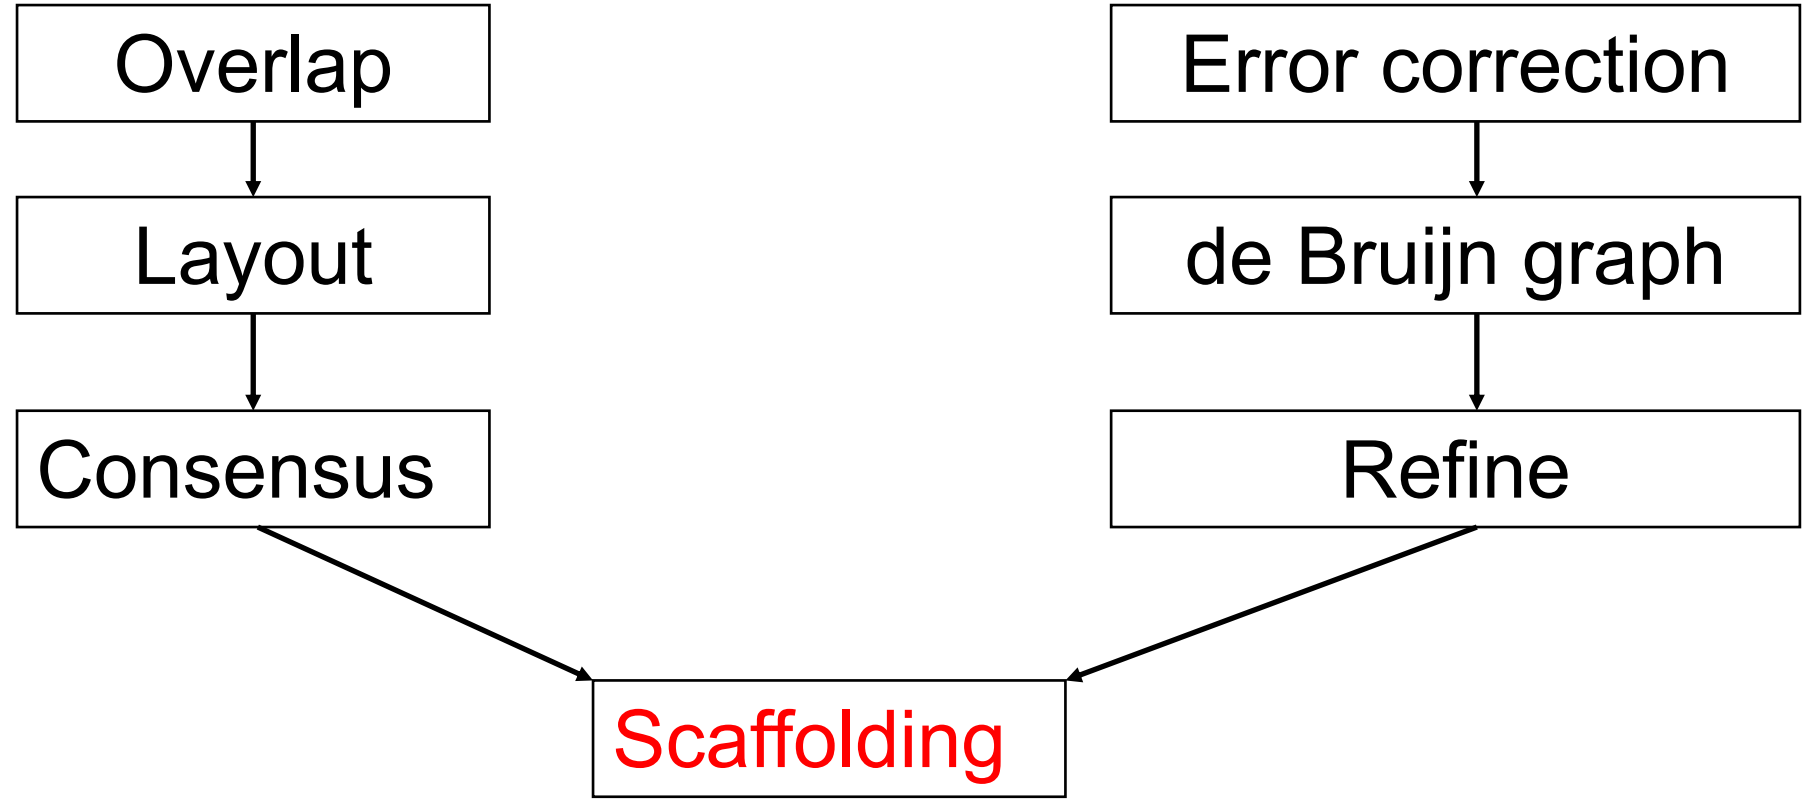 Overlap
Layout
Consensus
Error correction
de Bruijn graph
Refine
Scaffolding